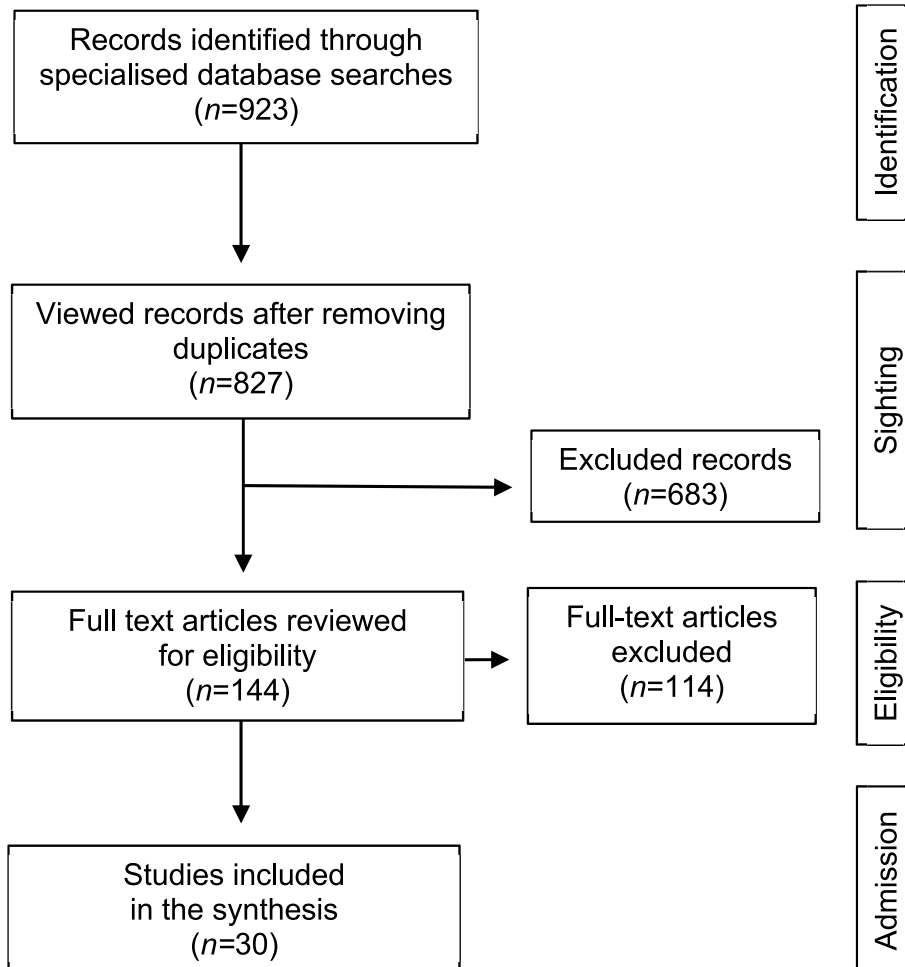 Records identified through
specialised database searches
(n=923)
Identification
Viewed records after removing
duplicates
(n=827)
Sighting
Excluded records
(n=683)
Full text articles reviewed
for eligibility
(n=144)
Full-text articles
excluded
(n=114)
Eligibility
Studies included
in the synthesis
(n=30)
Admission